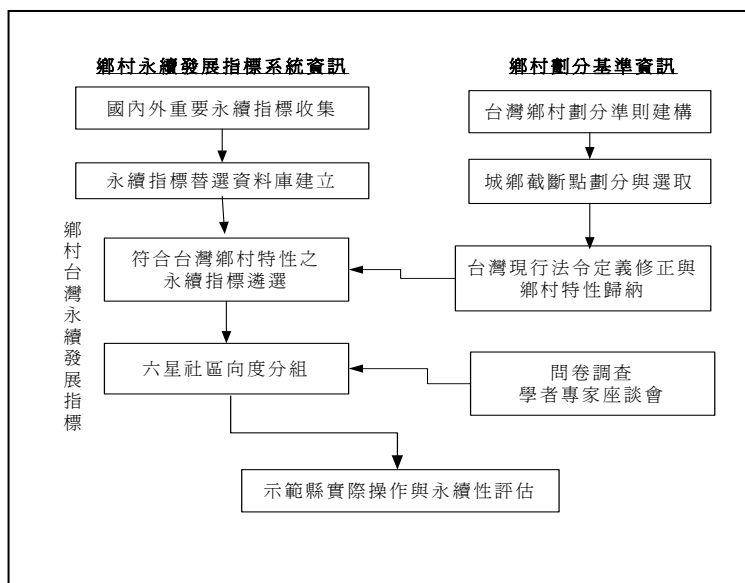 鄉村永續發展指標系統資訊
國內外重要永續指標收集
永續指標替選資料庫建立
符合台灣鄉村特性之
永續指標遴選
六星社區向度分組
鄉村台灣永續發展指標
鄉村劃分基準資訊
台灣鄉村劃分準則建構
城鄉截斷點劃分與選取
台灣現行法令定義修正與
鄉村特性歸納
問卷調查
學者專家座談會
示範縣實際操作與永續性評估